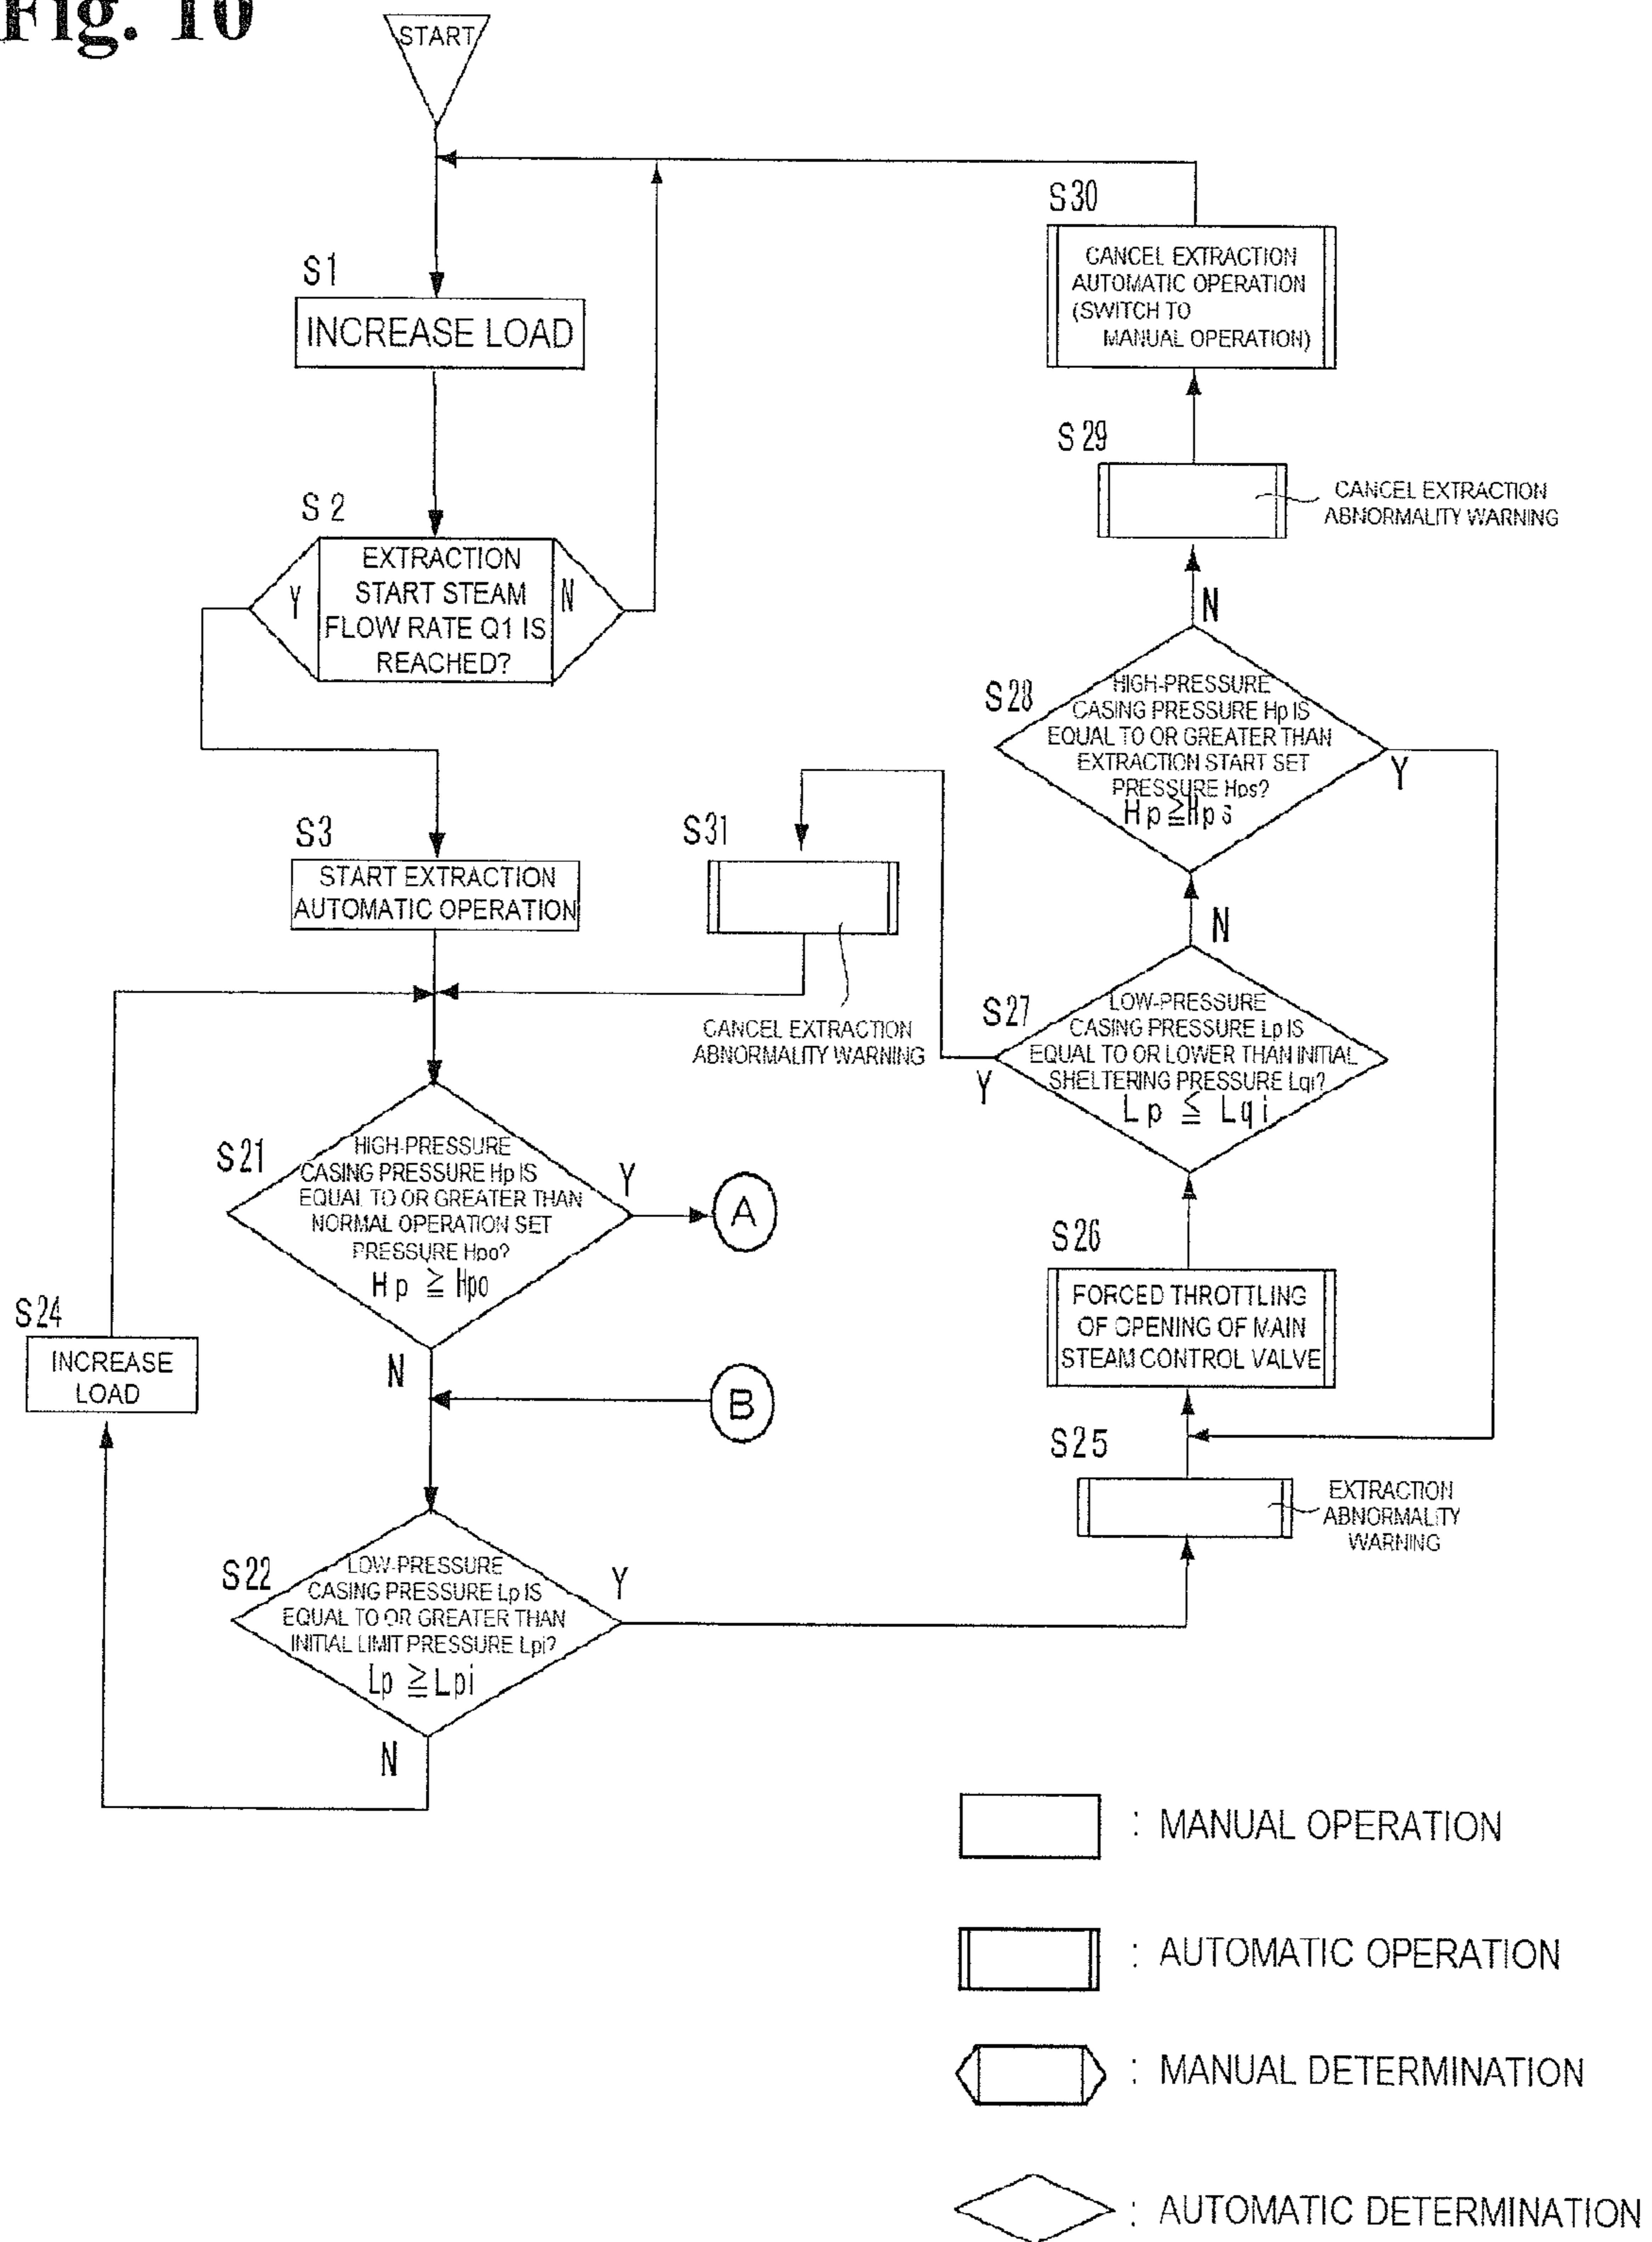 Fig. 10
START
S1
INCREASE LOAD
S2
EXTRACTION
START STEAM
FLOW RATE Q1 IS
REACHED?
Y
N
S3
START EXTRACTION
AUTOMATIC OPERATION
S21
HIGH-PRESSURE
CASING PRESSURE Hp IS
EQUAL TO OR GREATER THAN
NORMAL OPERATION SET
PRESSURE Hpo?
Hp ≧ Hpo
Y
A
N
B
S24
INCREASE
LOAD
S22
LOW-PRESSURE
CASING PRESSURE Lp IS
EQUAL TO OR GREATER THAN
INITIAL LIMIT PRESSURE Lpi?
Lp ≧ Lpi
Y
N
S25
EXTRACTION
ABNORMALITY
WARNING
S26
FORCED THROTTLING
OF OPENING OF MAIN
STEAM CONTROL VALVE
S27
LOW-PRESSURE
CASING PRESSURE Lp IS
EQUAL TO OR LOWER THAN INITIAL
SHELTERING PRESSURE Lqi?
Lp ≦ Lqi
Y
N
S31
CANCEL EXTRACTION
ABNORMALITY WARNING
S28
HIGH-PRESSURE
CASING PRESSURE Hp IS
EQUAL TO OR GREATER THAN
EXTRACTION START SET
PRESSURE Hps?
Hp ≧ Hps
Y
N
S29
CANCEL EXTRACTION
ABNORMALITY WARNING
S30
CANCEL EXTRACTION
AUTOMATIC OPERATION
(SWITCH TO
MANUAL OPERATION)
: MANUAL OPERATION
: AUTOMATIC OPERATION
: MANUAL DETERMINATION
: AUTOMATIC DETERMINATION